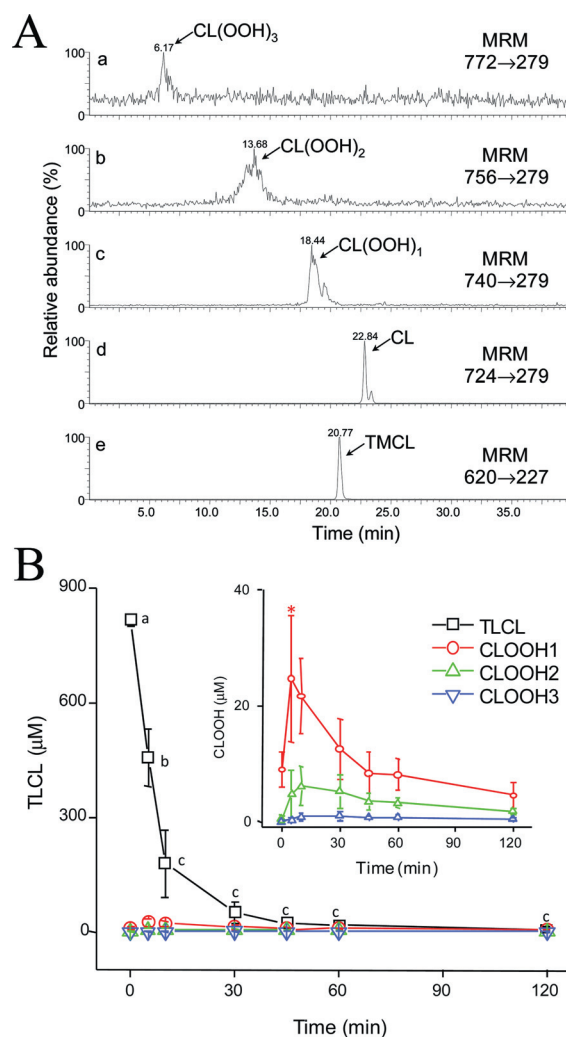 A
a
100
0
6.17
CL(OOH)3
MRM
772→279
b
100
0
13.68
CL(OOH)2
MRM
756→279
c
100
0
18.44
CL(OOH)1
MRM
740→279
d
100
0
22.84
CL
MRM
724→279
e
100
0
20.77
TMCL
MRM
620→227
Relative abundance (%)
5.0 10.0 15.0 20.0 25.0 30.0 35.0
Time (min)
B
900
600
300
0
TLCL (μM)
a
b
c
c
c
c
c
0 30 60 90 120
Time (min)
40
20
0
CLOOH (μM)
*
0 30 60 90 120
Time (min)
TLCL
CLOOH1
CLOOH2
CLOOH3